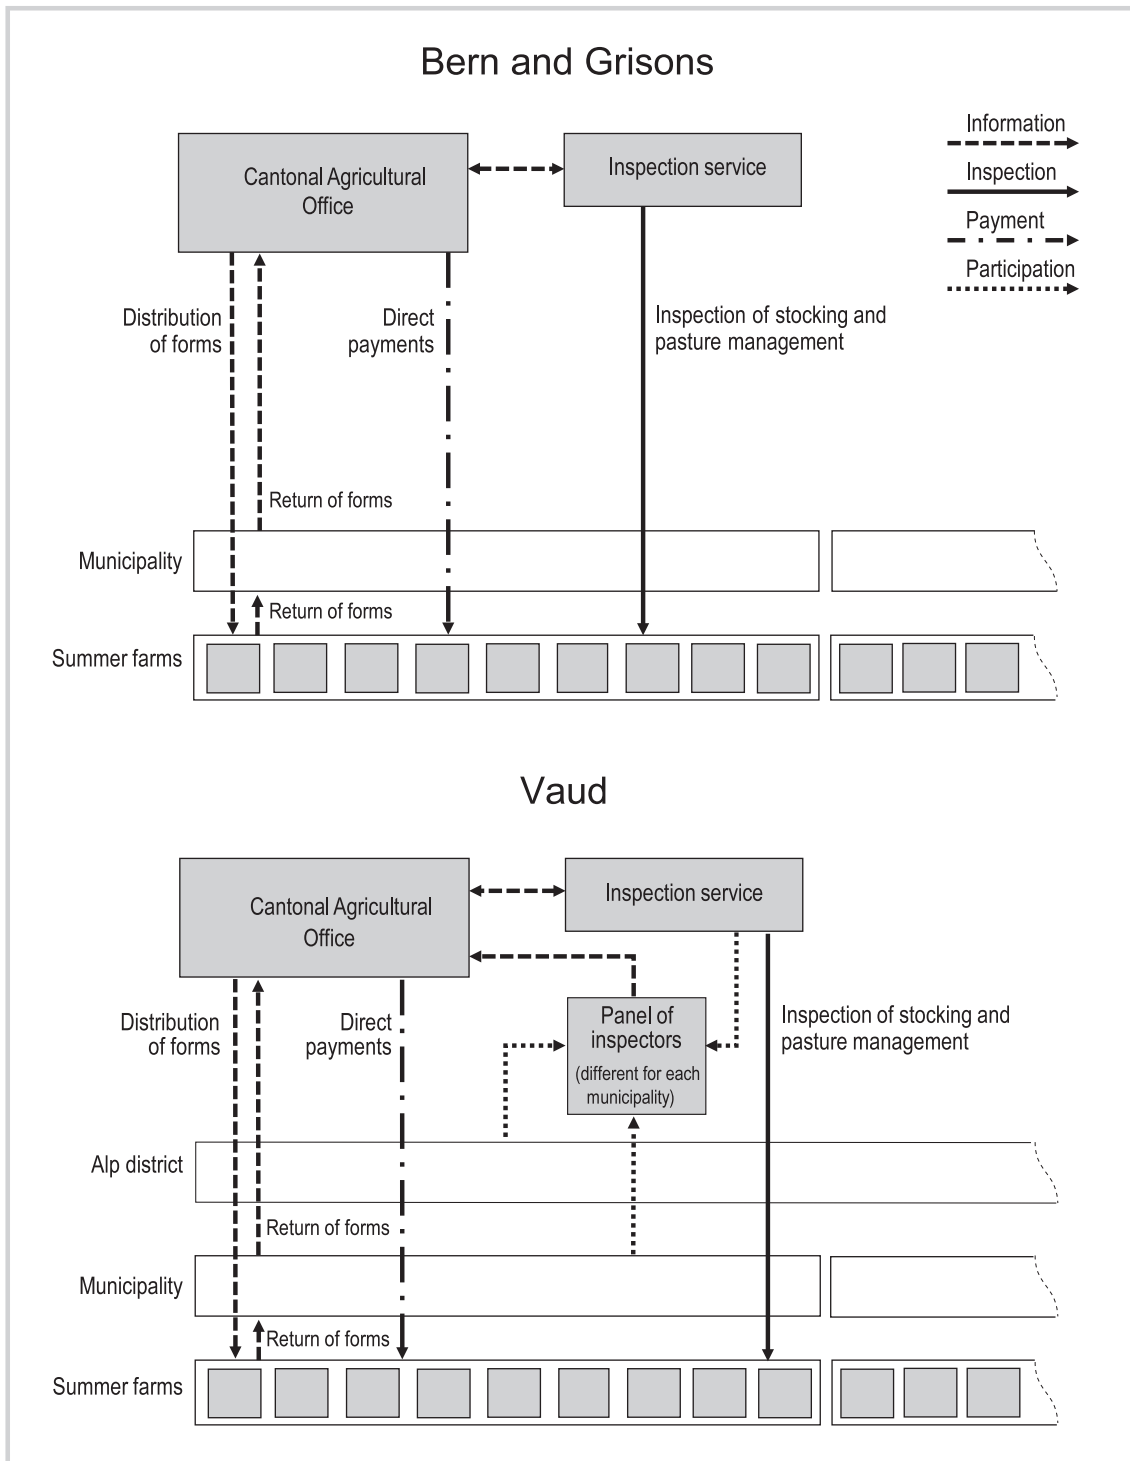 Bern and Grisons
Cantonal Agricultural
Office
Inspection service
Information
Inspection
Payment
Participation
Distribution
of forms
Direct
payments
Inspection of stocking and
pasture management
Return of forms
Municipality
Return of forms
Summer farms
Vaud
Cantonal Agricultural
Office
Inspection service
Distribution
of forms
Direct
payments
Panel of
inspectors
(different for each
municipality)
Inspection of stocking and
pasture management
Alp district
Return of forms
Municipality
Return of forms
Summer farms